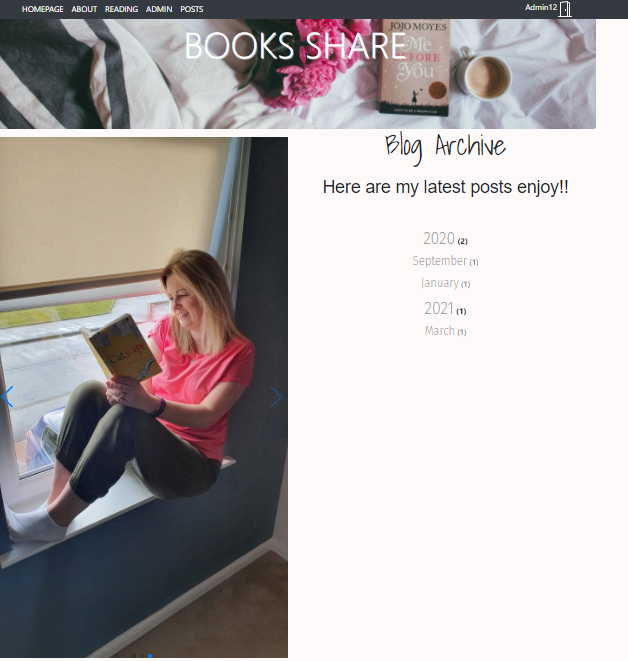 HOMEPAGE ABOUT READING ADMIN POSTS Admin12
BOOKS SHARE
JOJO MOYES
Me
BEFORE
You
Blog Archive
Here are my latest posts enjoy!!
2020 (2)
September (1)
January (1)
2021 (1)
March (1)